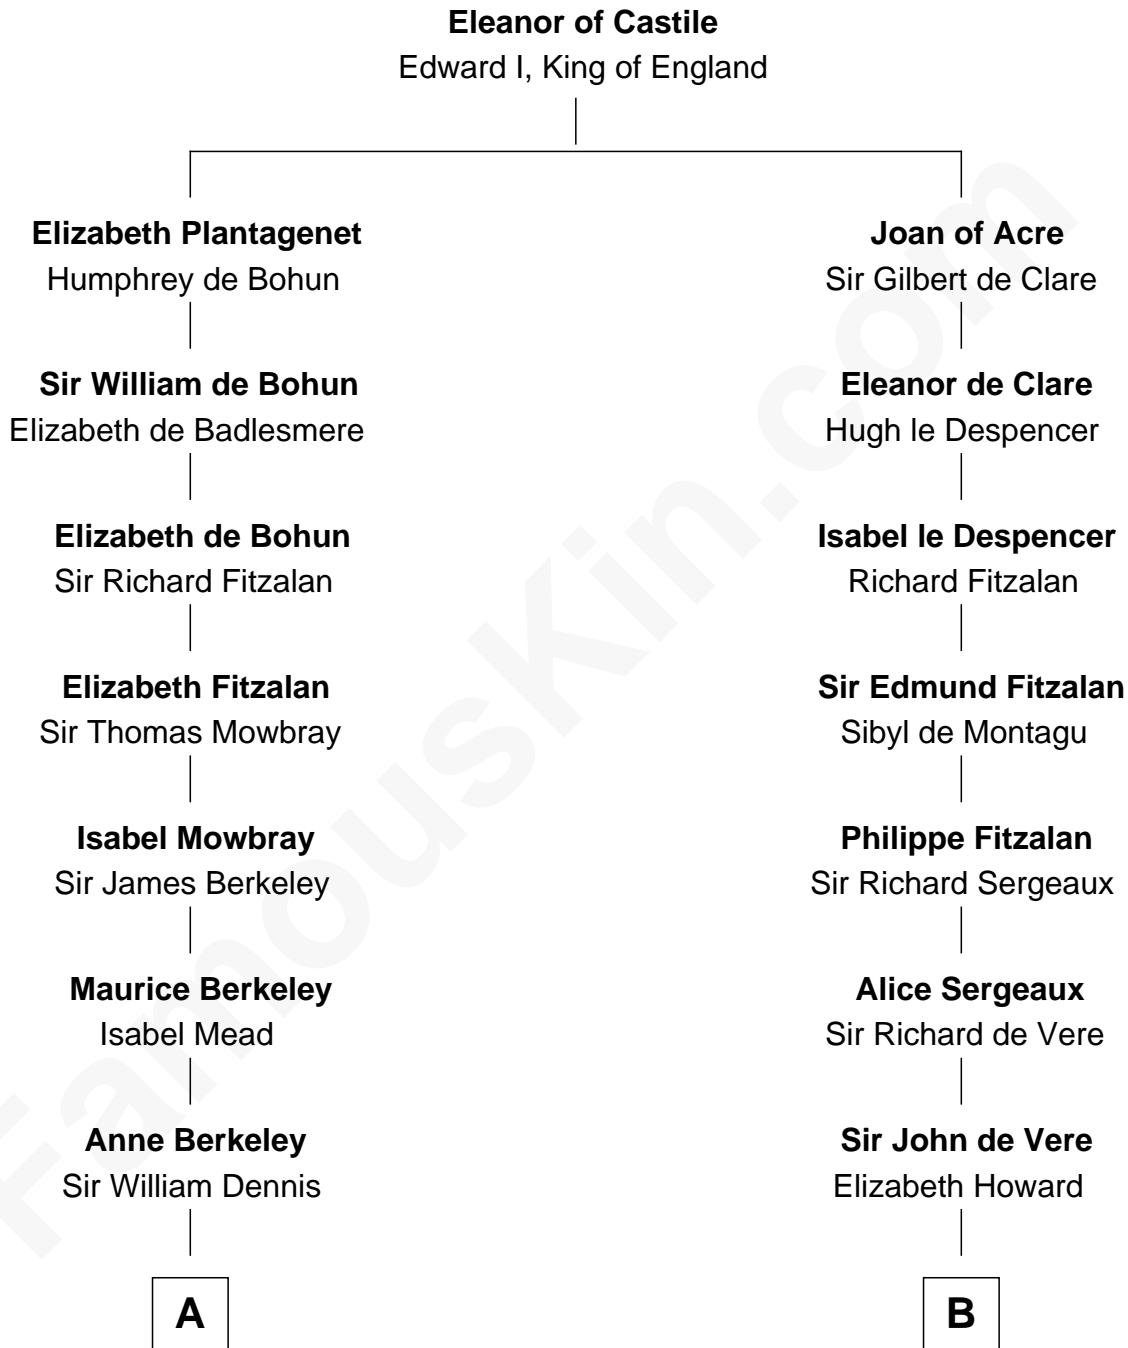 Eleanor of Castile
Edward I, King of England
Elizabeth Plantagenet
Humphrey de Bohun
Joan of Acre
Sir Gilbert de Clare
Sir William de Bohun
Elizabeth de Badlesmere
Eleanor de Clare
Hugh le Despencer
Elizabeth de Bohun
Sir Richard Fitzalan
Isabel le Despencer
Richard Fitzalan
Elizabeth Fitzalan
Sir Thomas Mowbray
Sir Edmund Fitzalan
Sibyl de Montagu
Isabel Mowbray
Sir James Berkeley
Philippe Fitzalan
Sir Richard Sergeaux
Maurice Berkeley
Isabel Mead
Alice Sergeaux
Sir Richard de Vere
Anne Berkeley
Sir William Dennis
Sir John de Vere
Elizabeth Howard
A
B
FamousKin.com